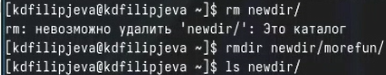 [kdfilipjeva@kdfilipjeva ~]$ rm newdir/
rm: невозможно удалить 'newdir/': Это каталог
[kdfilipjeva@kdfilipjeva ~]$ rmdir newdir/morefun/
[kdfilipjeva@kdfilipjeva ~]$ ls newdir/